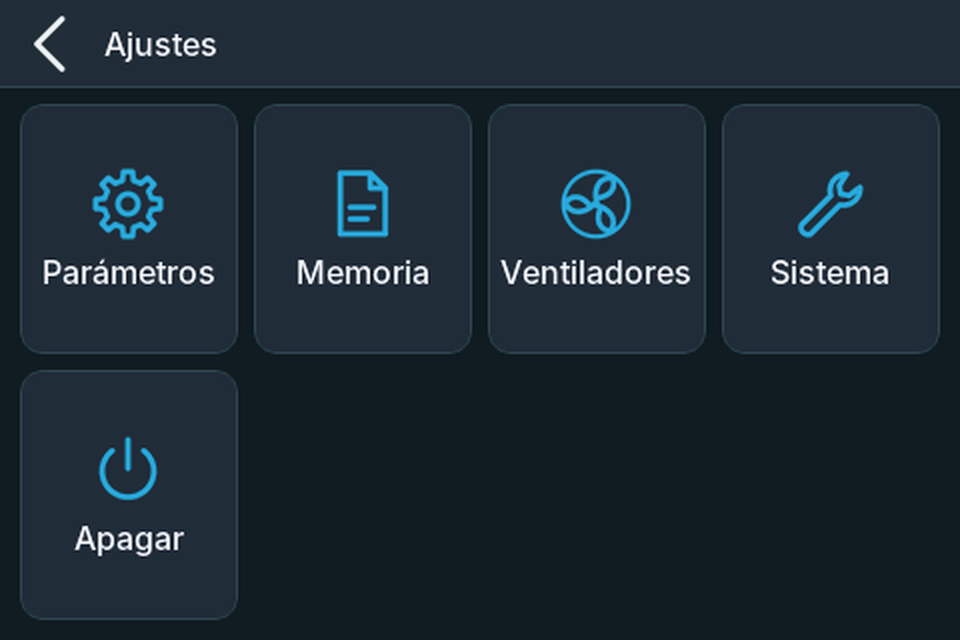 Ajustes
Parámetros
Memoria
Ventiladores
Sistema
Apagar